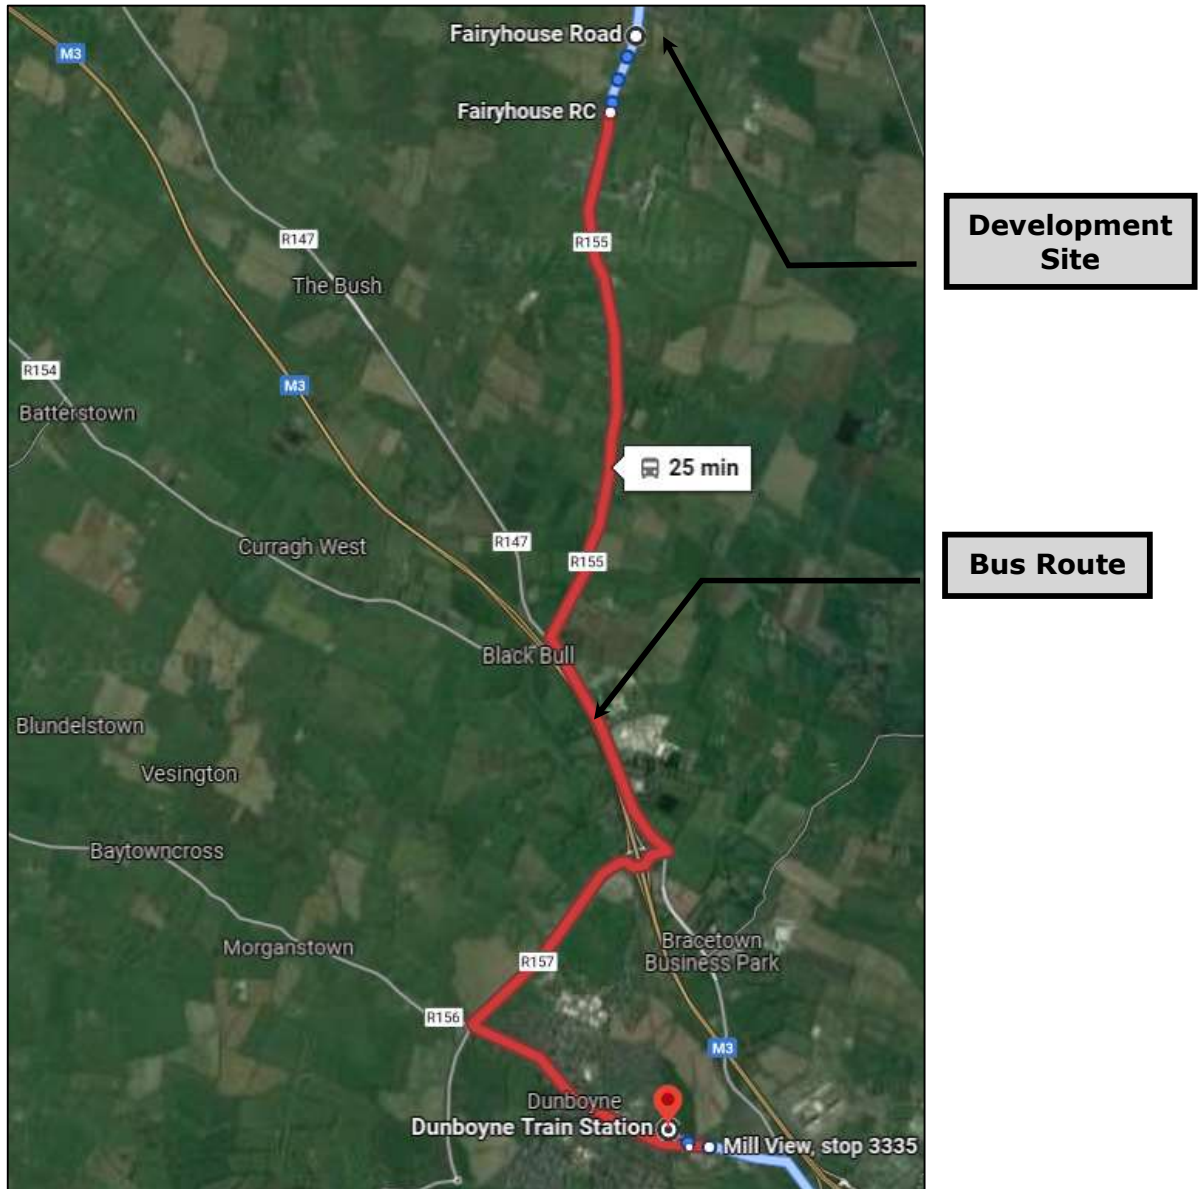 Fairyhouse Road
M3
Fairyhouse RC
Development
Site
R147
R155
The Bush
R154
M3
Batterstown
25 min
R147
Curragh West
R155
Bus Route
Black Bull
Blundelstown
Vesington
Baytowncross
Morganstown
Bracetown
Business Park
R157
R156
M3
Dunboyne
Dunboyne Train Station
Mill View, stop 3335